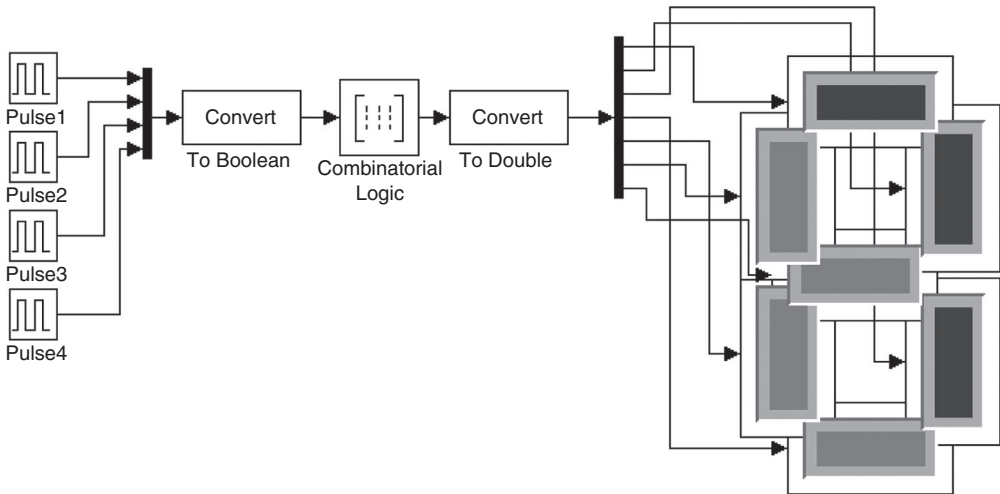 Pulse1
Pulse2
Pulse3
Pulse4
Convert
To Boolean
Combinatorial
Logic
Convert
To Double